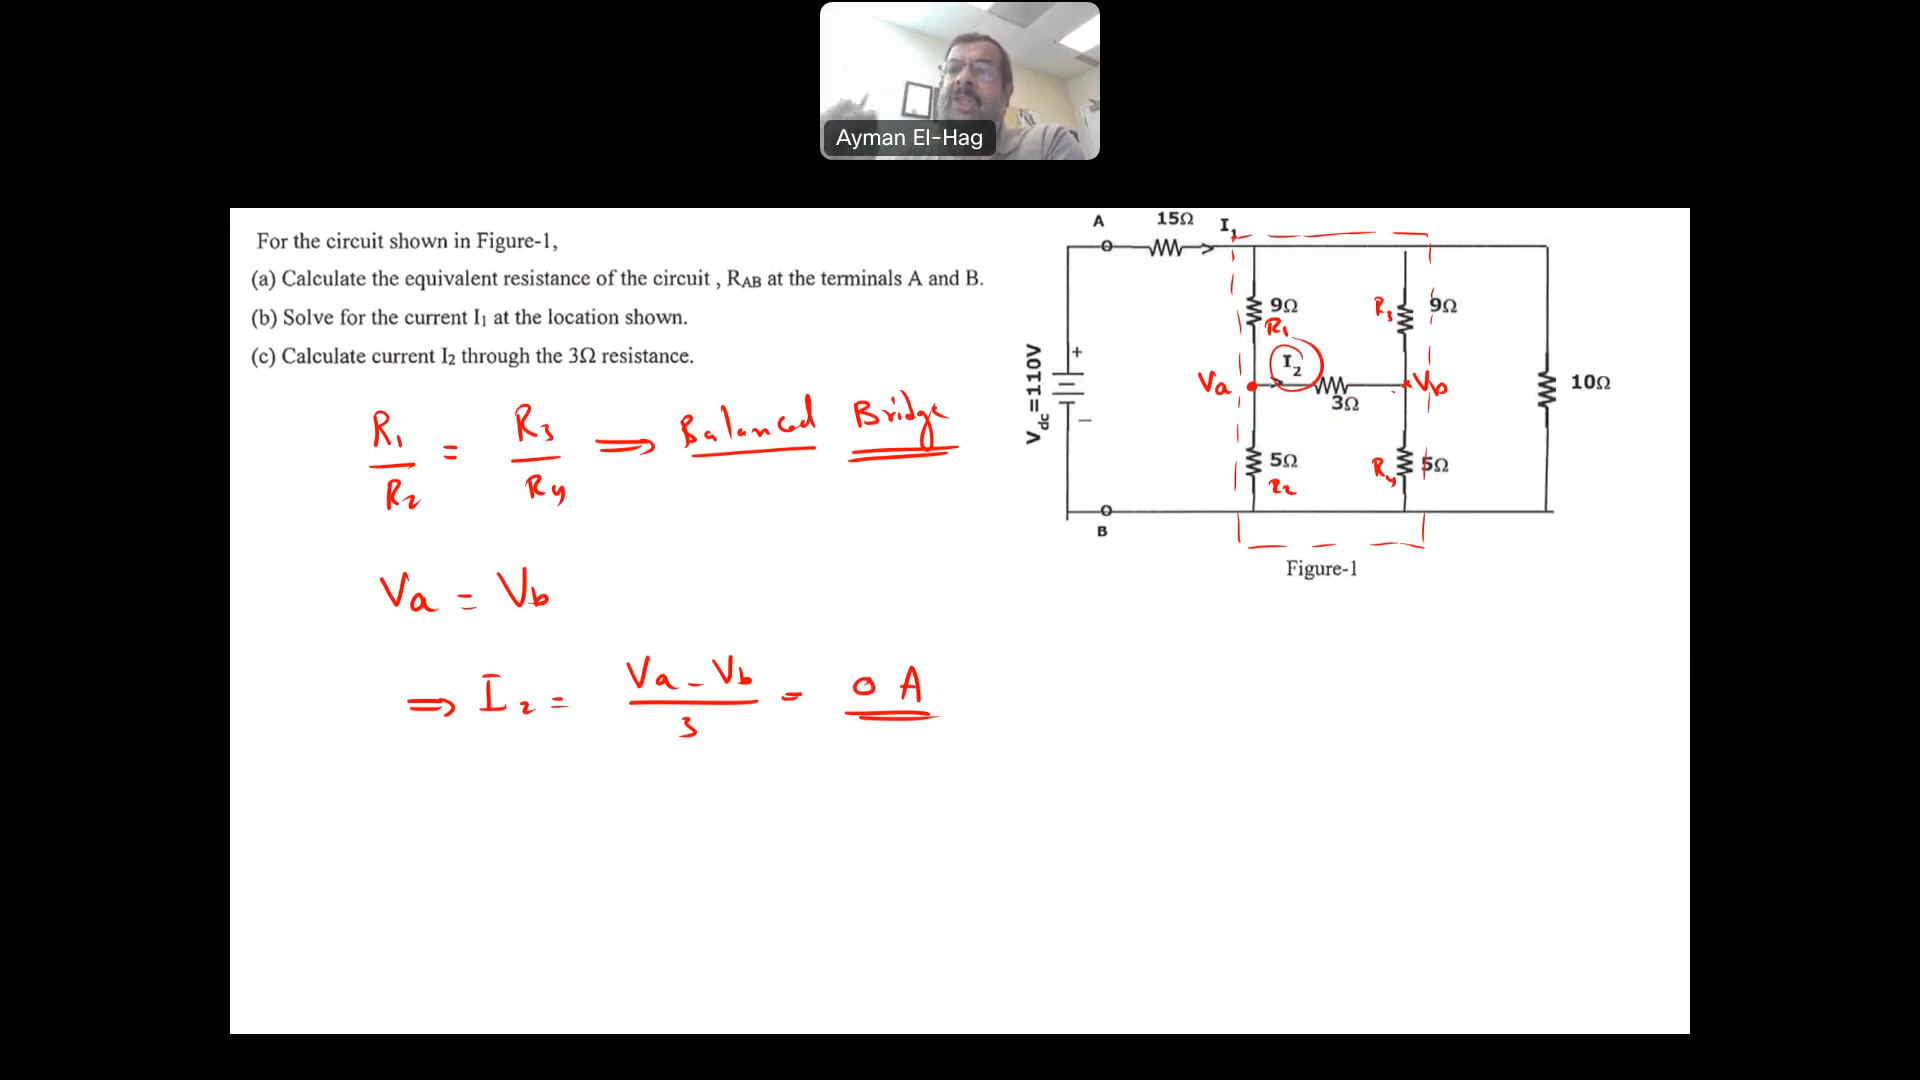 Ayman El-Hag
For the circuit shown in Figure-1,
(a) Calculate the equivalent resistance of the circuit , RAB at the terminals A and B.
(b) Solve for the current I1 at the location shown.
(c) Calculate current I2 through the 3Ω resistance.
R1/R2 = R3/R4 ⟹ Balanced Bridge
Va = Vb
⟹ I2 = (Va - Vb)/3 = 0 A
A
15Ω
I1
9Ω
R1
R3
9Ω
Vdc=110V
+
−
I2
Va
Vb
3Ω
10Ω
5Ω
R2
R4
5Ω
B
Figure-1